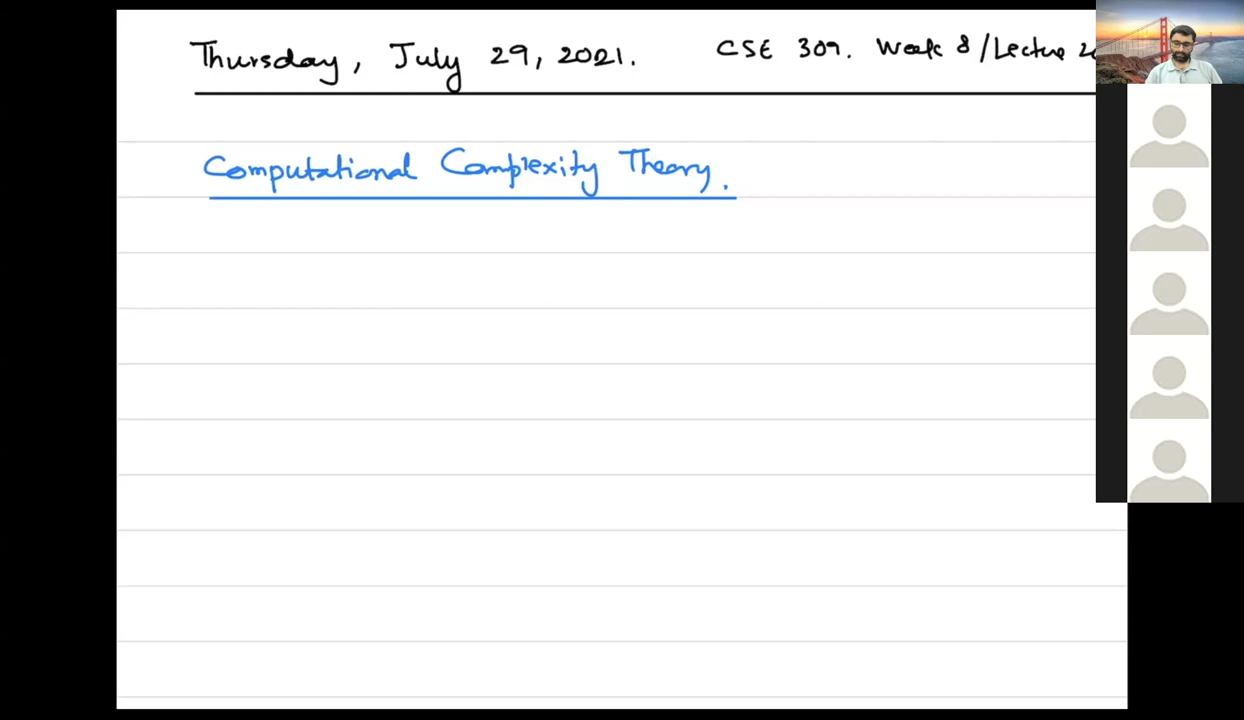 Thursday, July 29, 2021. CSE 309. Week 8/Lecture
Computational Complexity Theory.